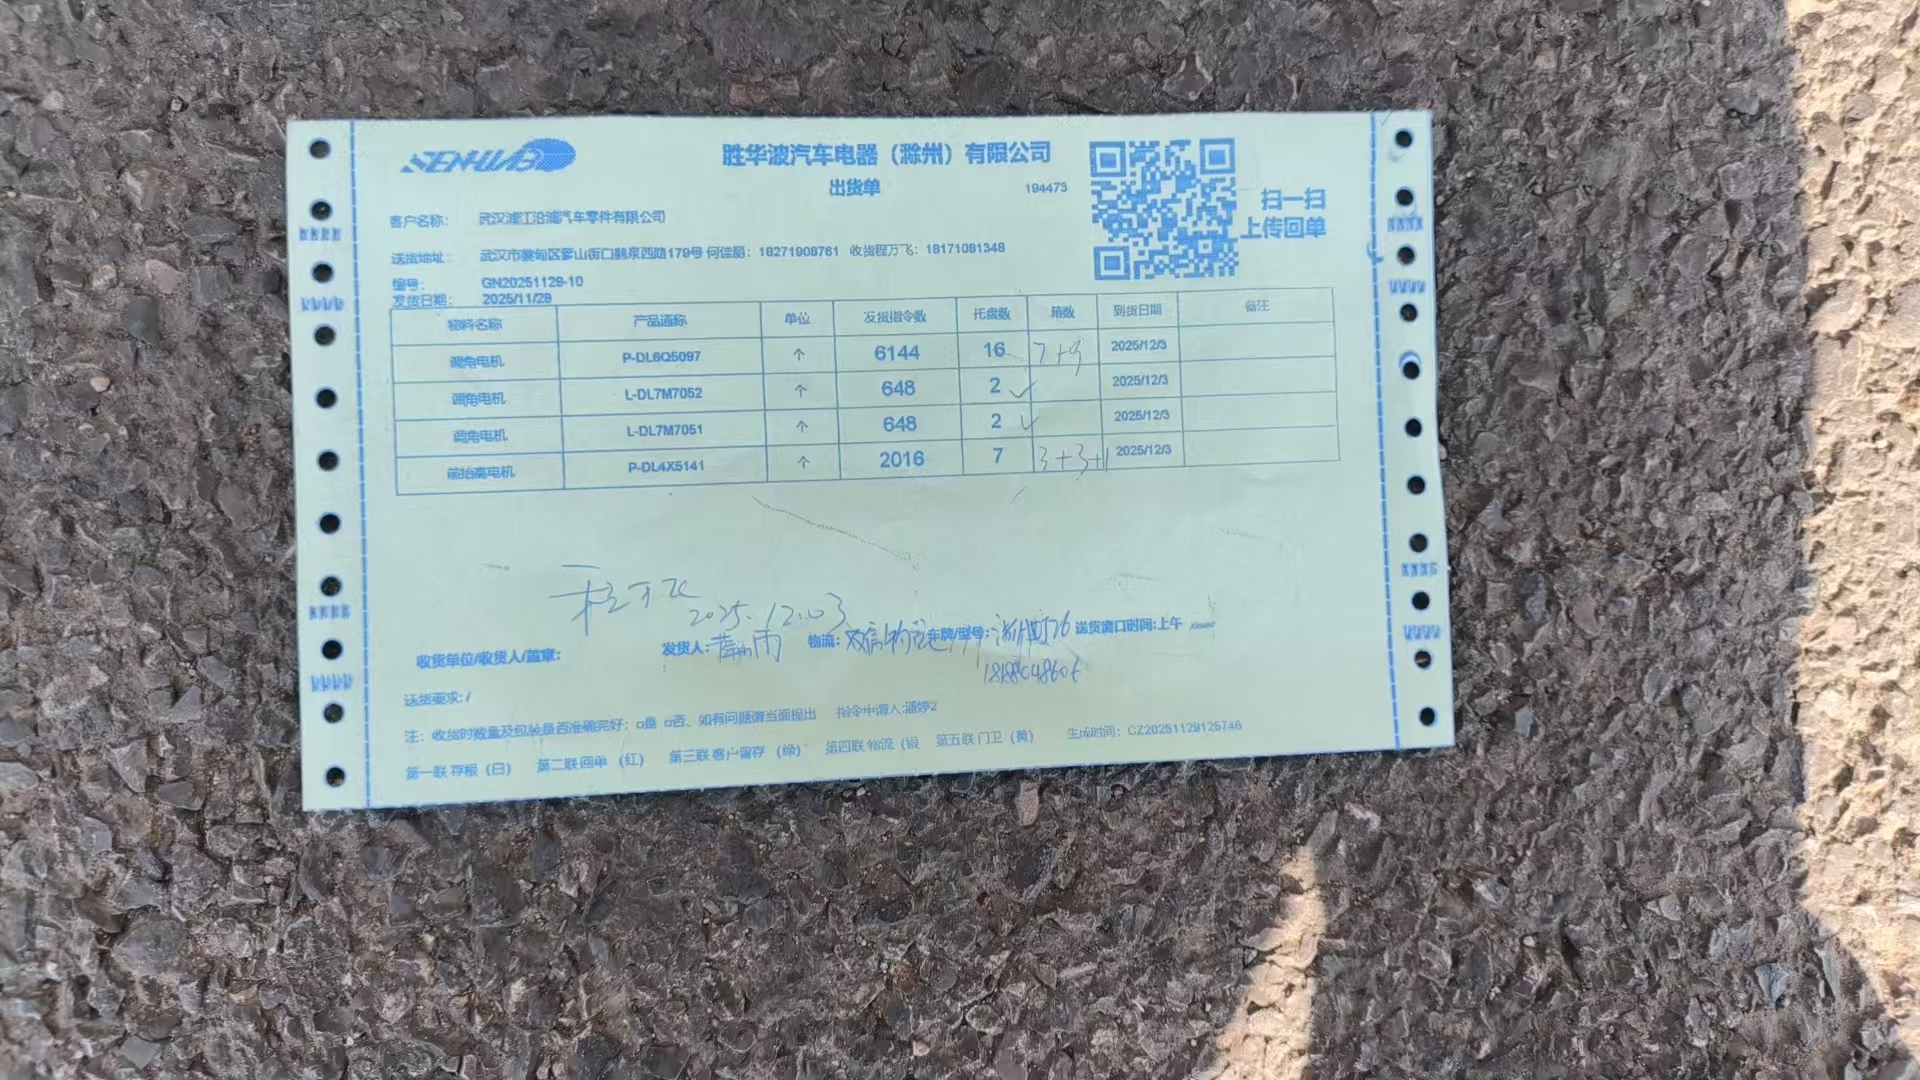 SENHWABO
胜华波汽车电器（滁州）有限公司
出货单
194473
扫一扫
上传回单
客户名称： 武汉浦江沿浦汽车零件有限公司
送货地址： 武汉市蔡甸区奓山街口鹤泉西路179号 何佳丽：18271908761 收货程万飞：18171081348
编号： GN20251129-10
发货日期： 2025/11/29
物料名称 产品通称 单位 发货指令数 托盘数 箱数 到货日期 备注
调角电机 P-DL6Q5097 个 6144 16 7+9 2025/12/3
调角电机 L-DL7M7052 个 648 2 ✓ 2025/12/3
调角电机 L-DL7M7051 个 648 2 ✓ 2025/12/3
前抬高电机 P-DL4X5141 个 2016 7 3+3+1 2025/12/3
程万飞
2025.12.03
收货单位/收货人/盖章： 发货人： 物流： 车牌/型号： 送货窗口时间:上午
送货要求:/
注：收货时数量及包装是否准确完好：□是 □否、如有问题请当面提出 指令申请人:潘婷2
第一联 存根（白） 第二联 回单 （红） 第三联 客户留存 （绿） 第四联 物流（银 第五联 门卫（黄） 生成时间：CZ20251129125746